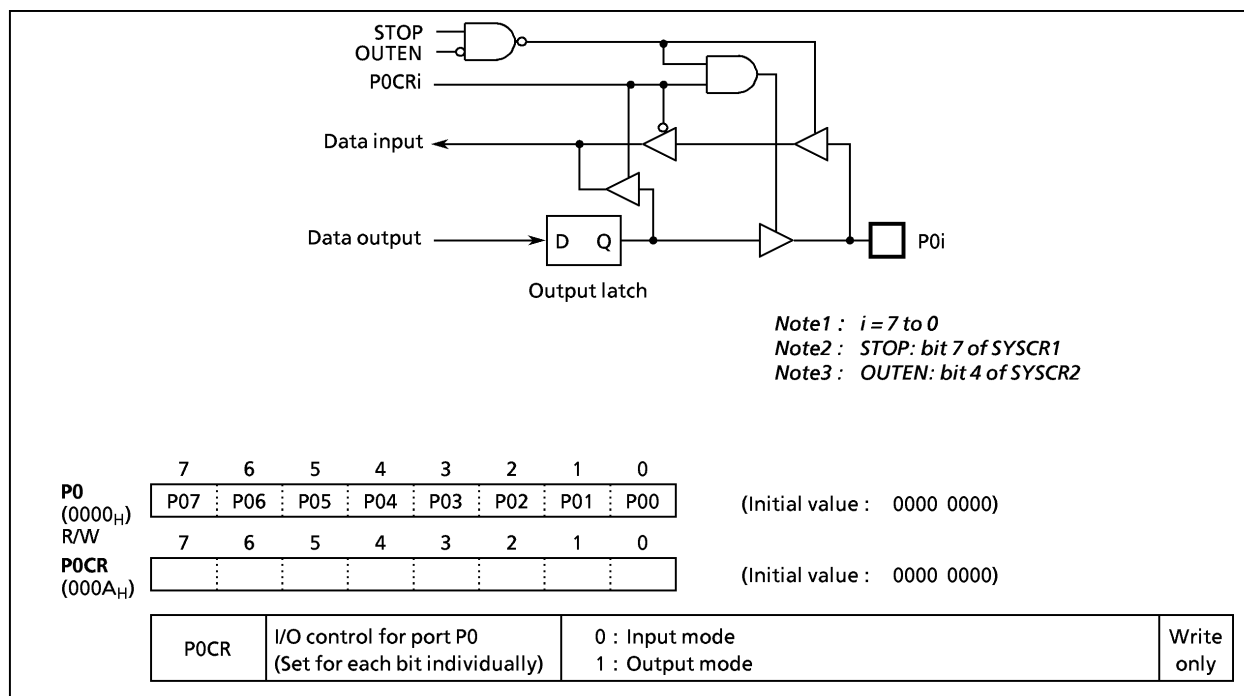 STOP
OUTEN
P0CRi
Data input
Data output
D Q
P0i
Output latch
Note1 : i = 7 to 0
Note2 : STOP: bit 7 of SYSCR1
Note3 : OUTEN: bit 4 of SYSCR2
7 6 5 4 3 2 1 0
P0
(0000H)
R/W
P07 P06 P05 P04 P03 P02 P01 P00
(Initial value : 0000 0000)
7 6 5 4 3 2 1 0
P0CR
(000AH)
(Initial value : 0000 0000)
P0CR
I/O control for port P0
(Set for each bit individually)
0 : Input mode
1 : Output mode
Write
only